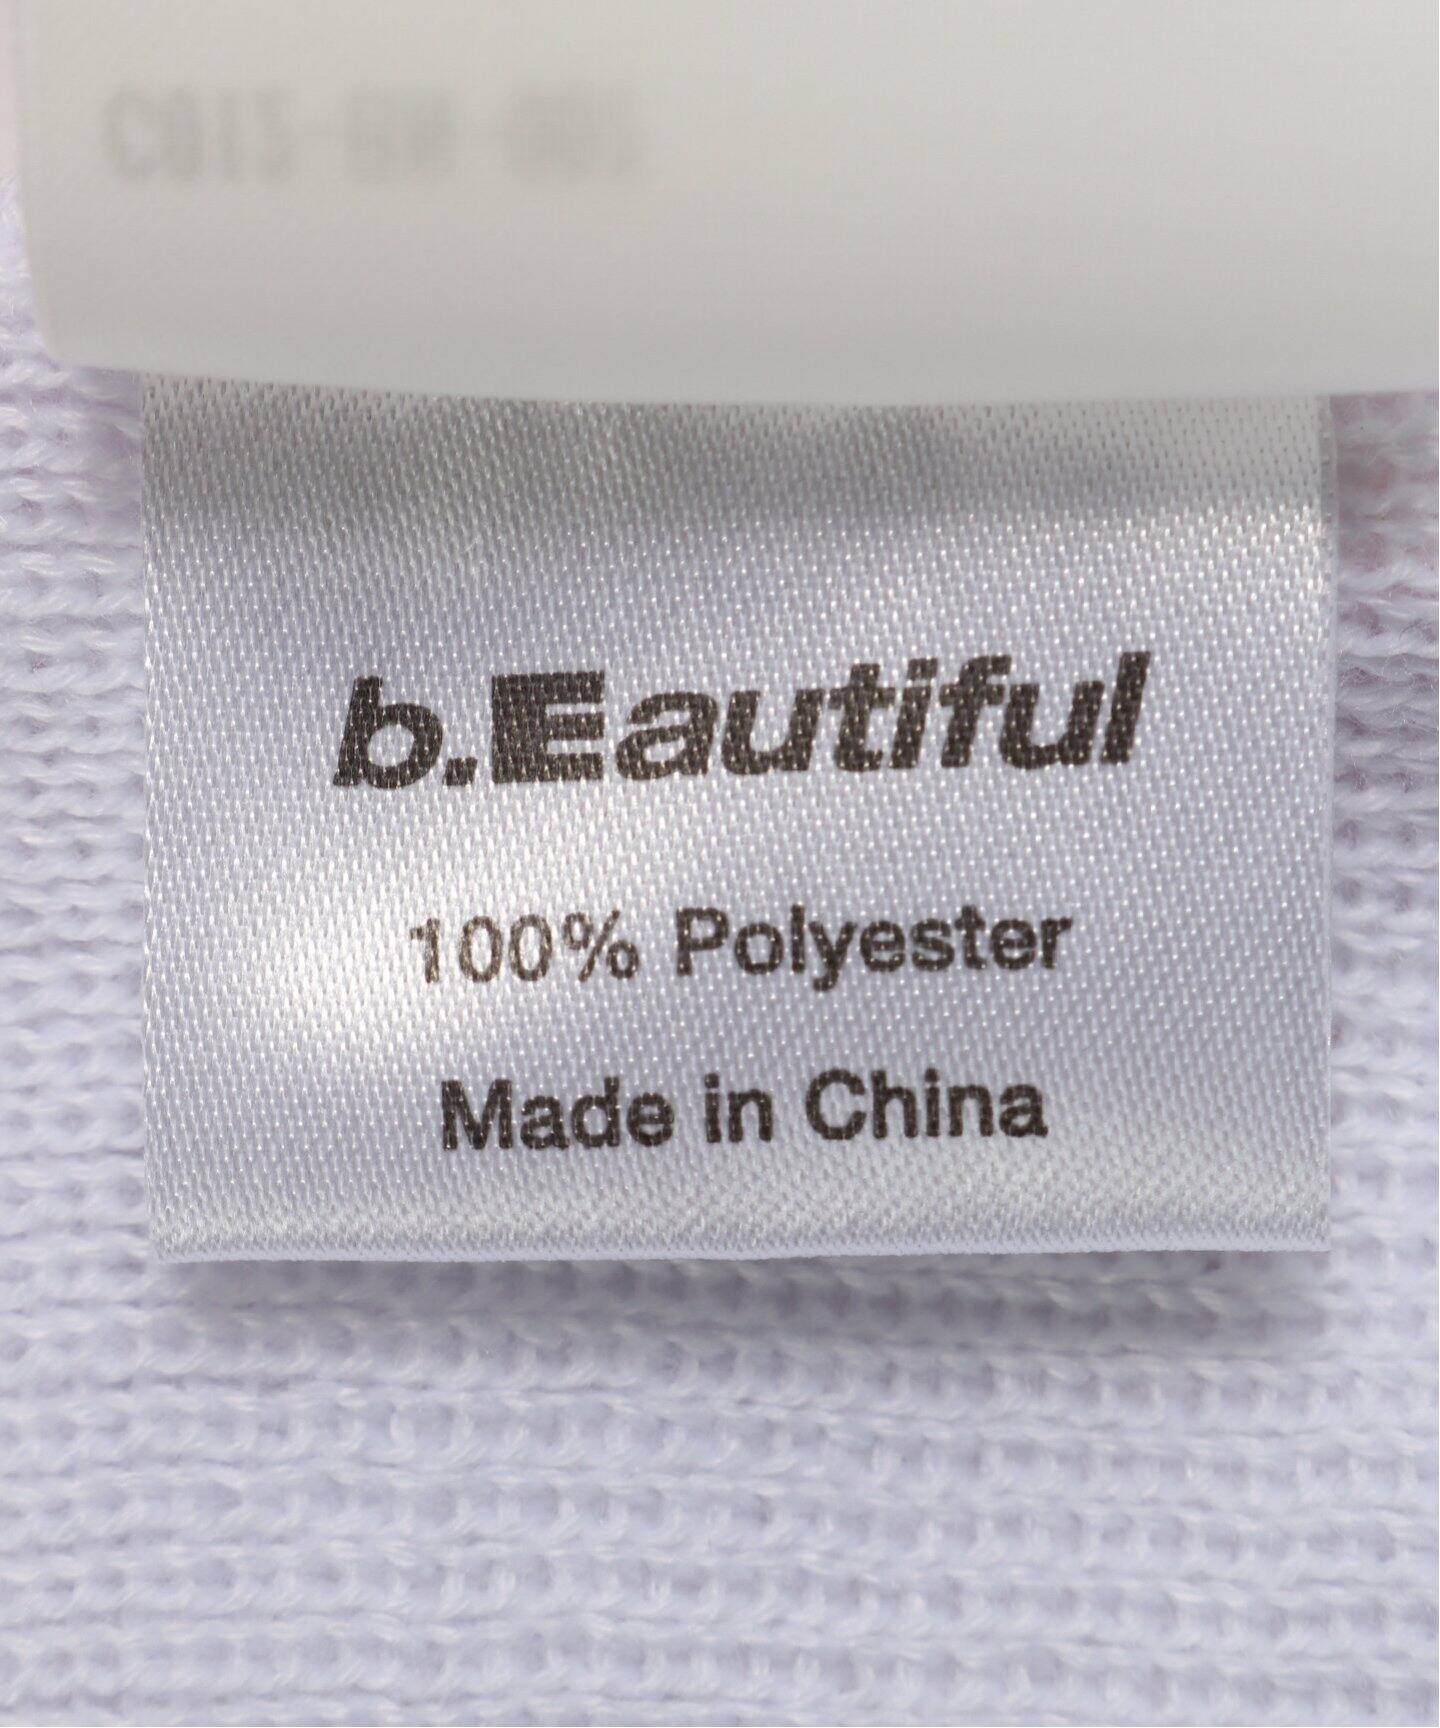 b.Eautiful
100% Polyester
Made in China